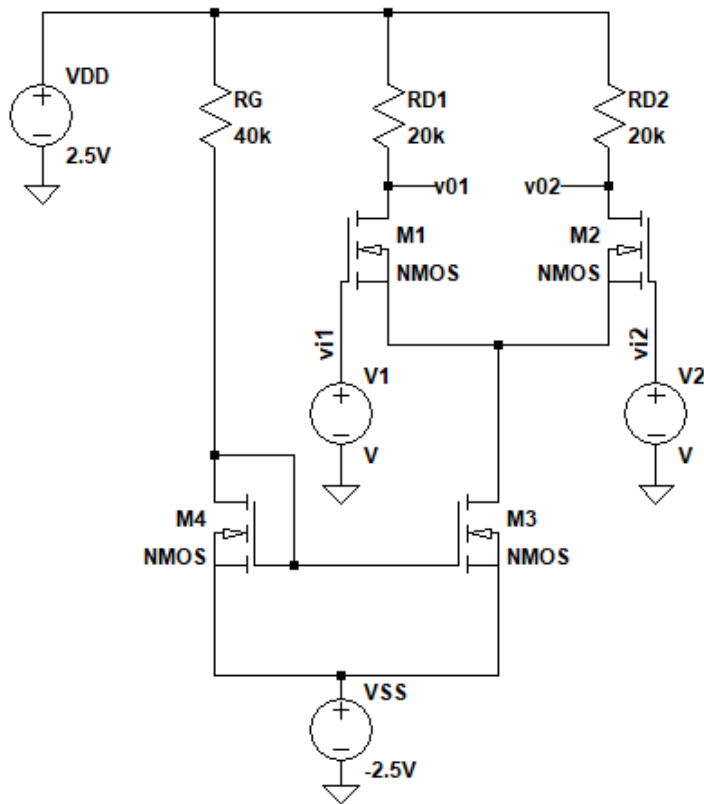 VDD
2.5V
RG
40k
RD1
20k
RD2
20k
v01
v02
M1
NMOS
M2
NMOS
vi1
V1
V
vi2
V2
V
M4
NMOS
M3
NMOS
VSS
-2.5V